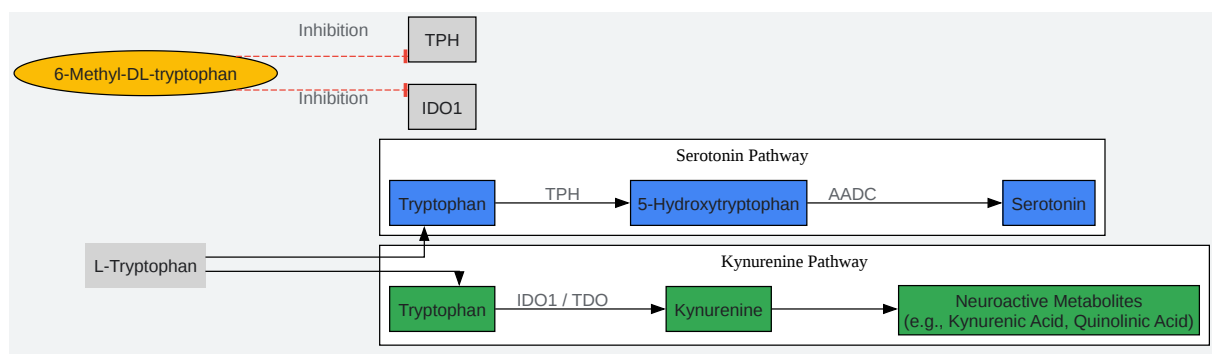 Inhibition
TPH
6-Methyl-DL-tryptophan
Inhibition
IDO1
Serotonin Pathway
Tryptophan
TPH
5-Hydroxytryptophan
AADC
Serotonin
L-Tryptophan
Kynurenine Pathway
Tryptophan
IDO1 / TDO
Kynurenine
Neuroactive Metabolites
(e.g., Kynurenic Acid, Quinolinic Acid)